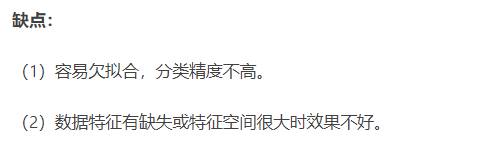 缺点：
（1）容易欠拟合，分类精度不高。
（2）数据特征有缺失或特征空间很大时效果不好。